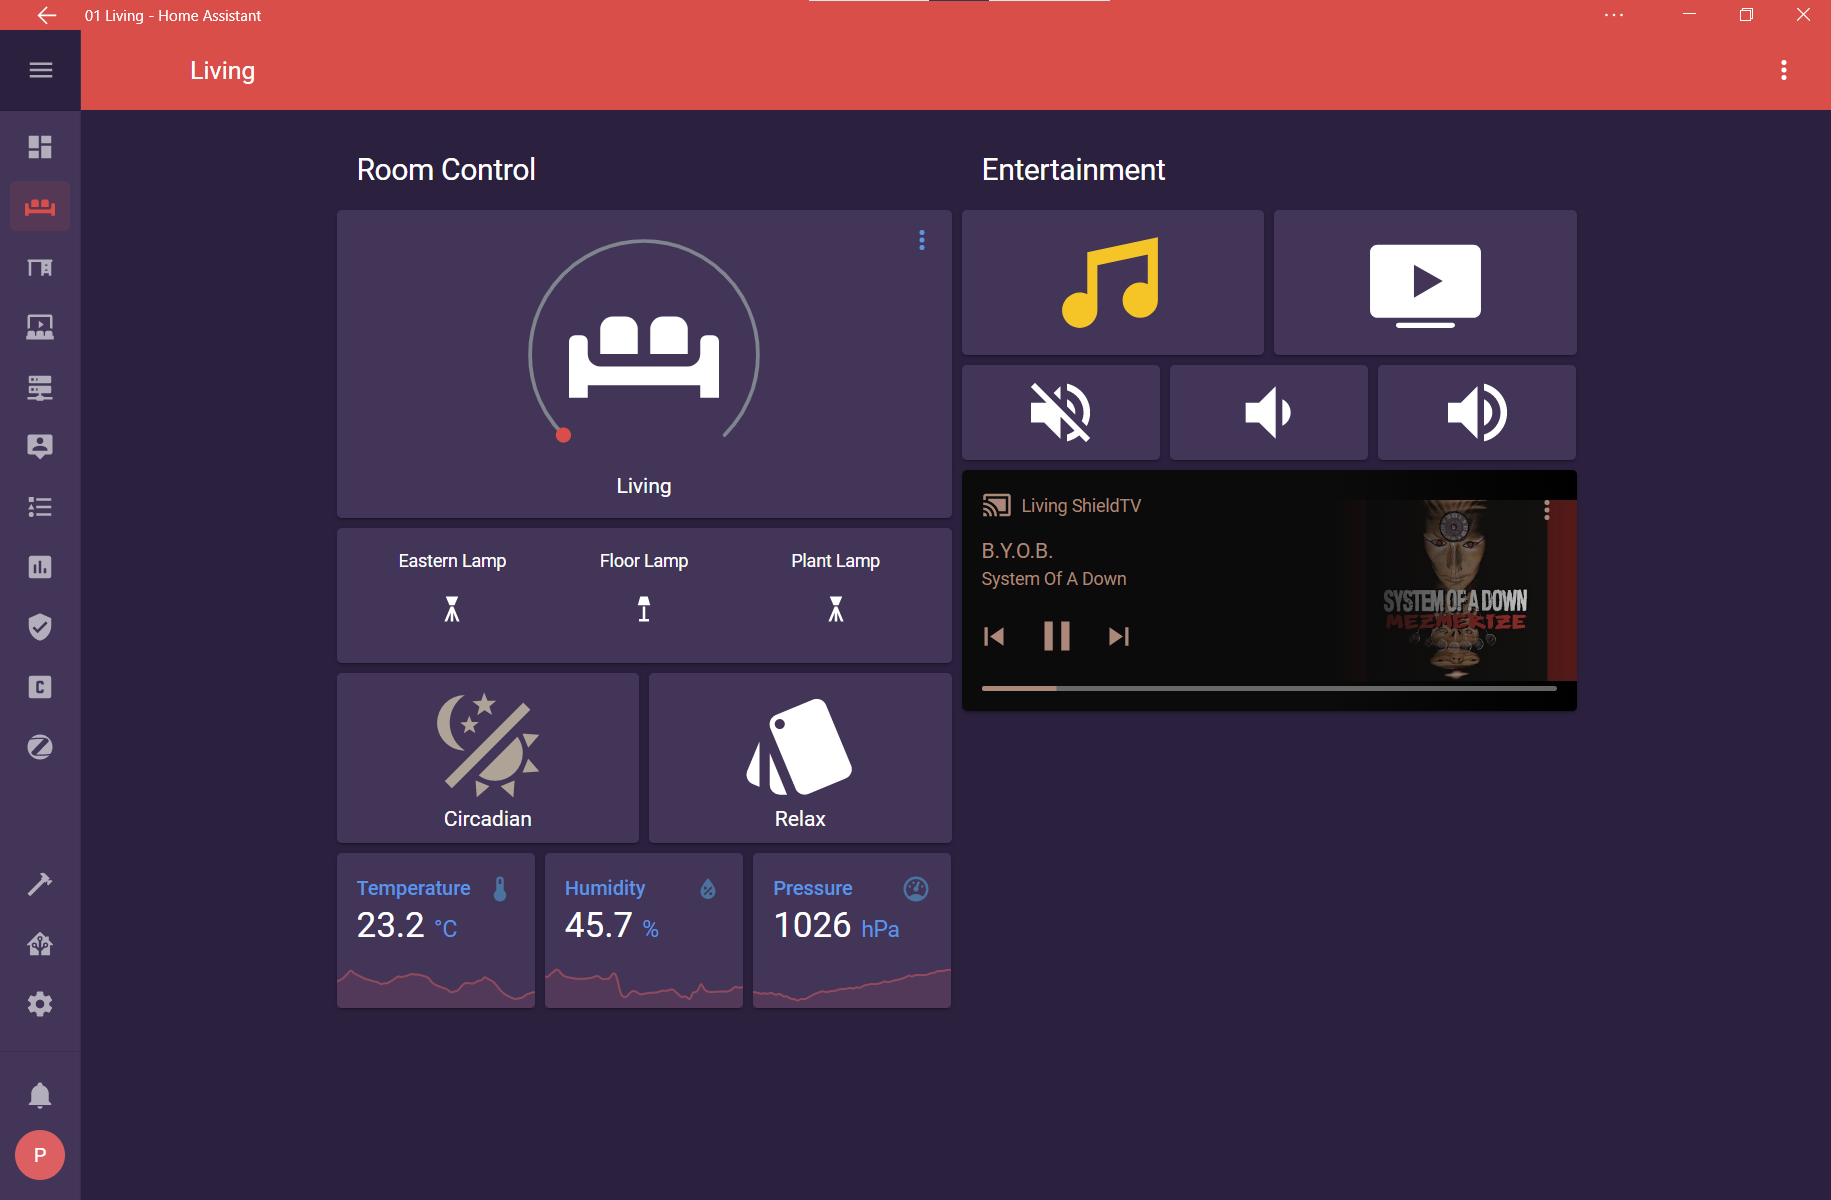 01 Living - Home Assistant
Living
Room Control
Entertainment
Living
Eastern Lamp
Floor Lamp
Plant Lamp
Circadian
Relax
Temperature
23.2 °C
Humidity
45.7 %
Pressure
1026 hPa
Living ShieldTV
B.Y.O.B.
System Of A Down
SYSTEM OF A DOWN
MEZMERIZE
C
P